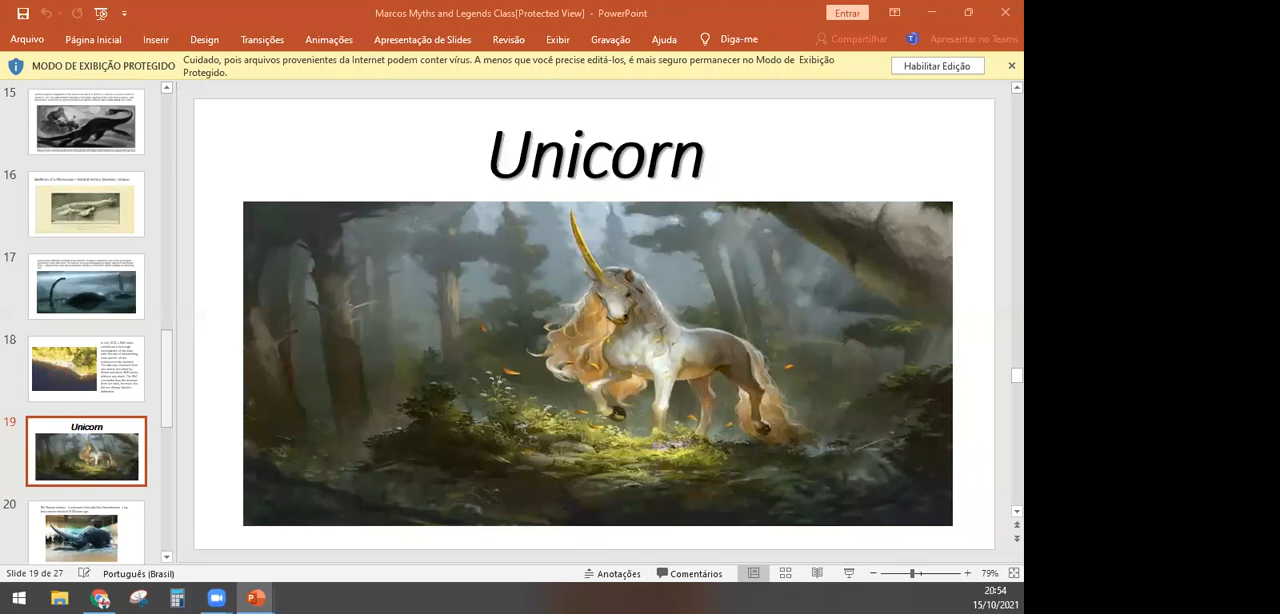 Marcos Myths and Legends Class[Protected View] - PowerPoint
Entrar
Arquivo Página Inicial Inserir Design Transições Animações Apresentação de Slides Revisão Exibir Gravação Ajuda Diga-me Compartilhar Apresentar no Teams
MODO DE EXIBIÇÃO PROTEGIDO
Cuidado, pois arquivos provenientes da Internet podem conter vírus. A menos que você precise editá-los, é mais seguro permanecer no Modo de Exibição
Protegido.
Habilitar Edição
15
16
17
18
19
Unicorn
20
Unicorn
Slide 19 de 27
Português (Brasil)
Anotações
Comentários
79%
20:54
15/10/2021